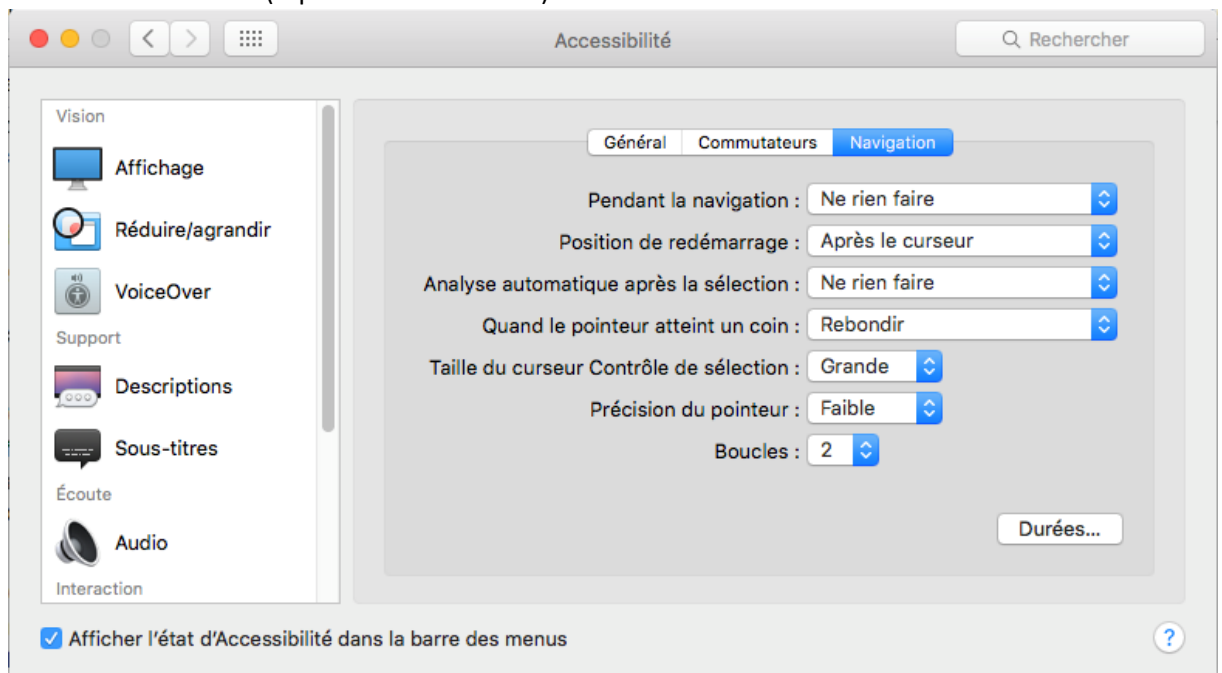 Accessibilité
Rechercher
Vision
Affichage
Réduire/agrandir
VoiceOver
Support
Descriptions
Sous-titres
Écoute
Audio
Interaction
Général Commutateurs Navigation
Pendant la navigation : Ne rien faire
Position de redémarrage : Après le curseur
Analyse automatique après la sélection : Ne rien faire
Quand le pointeur atteint un coin : Rebondir
Taille du curseur Contrôle de sélection : Grande
Précision du pointeur : Faible
Boucles : 2
Durées...
Afficher l'état d'Accessibilité dans la barre des menus
?